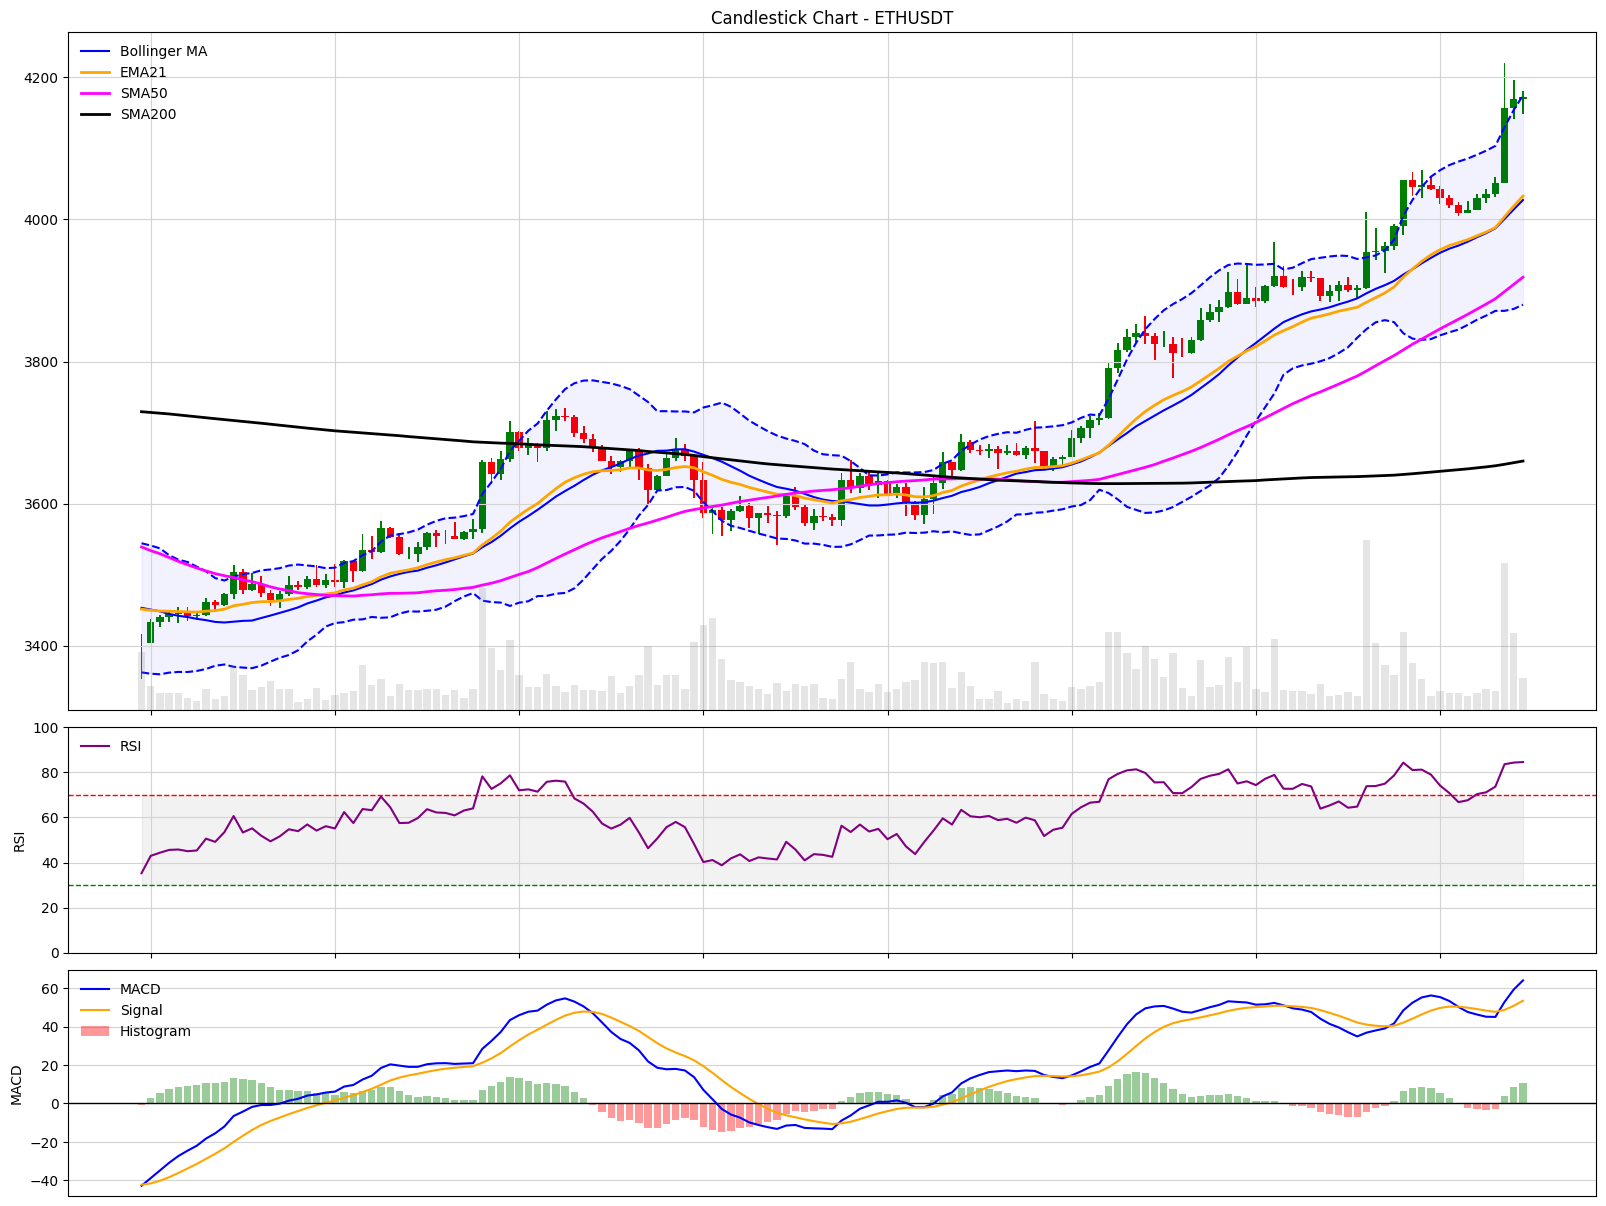 Candlestick Chart - ETHUSDT
Bollinger MA
EMA21
SMA50
SMA200
4200
4000
3800
3600
3400
RSI
100
80
60
40
20
0
RSI
MACD
Signal
Histogram
60
40
20
0
−20
−40
MACD